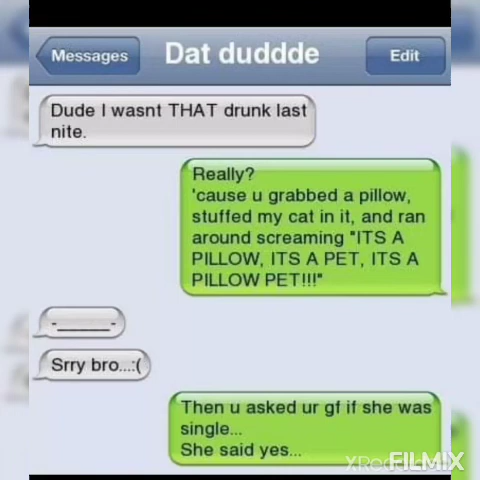 Messages
Dat duddde
Edit
Dude I wasnt THAT drunk last
nite.
Really?
'cause u grabbed a pillow,
stuffed my cat in it, and ran
around screaming "ITS A
PILLOW, ITS A PET, ITS A
PILLOW PET!!!"
-_____-
Srry bro...:(
Then u asked ur gf if she was
single...
She said yes...
FILMIX